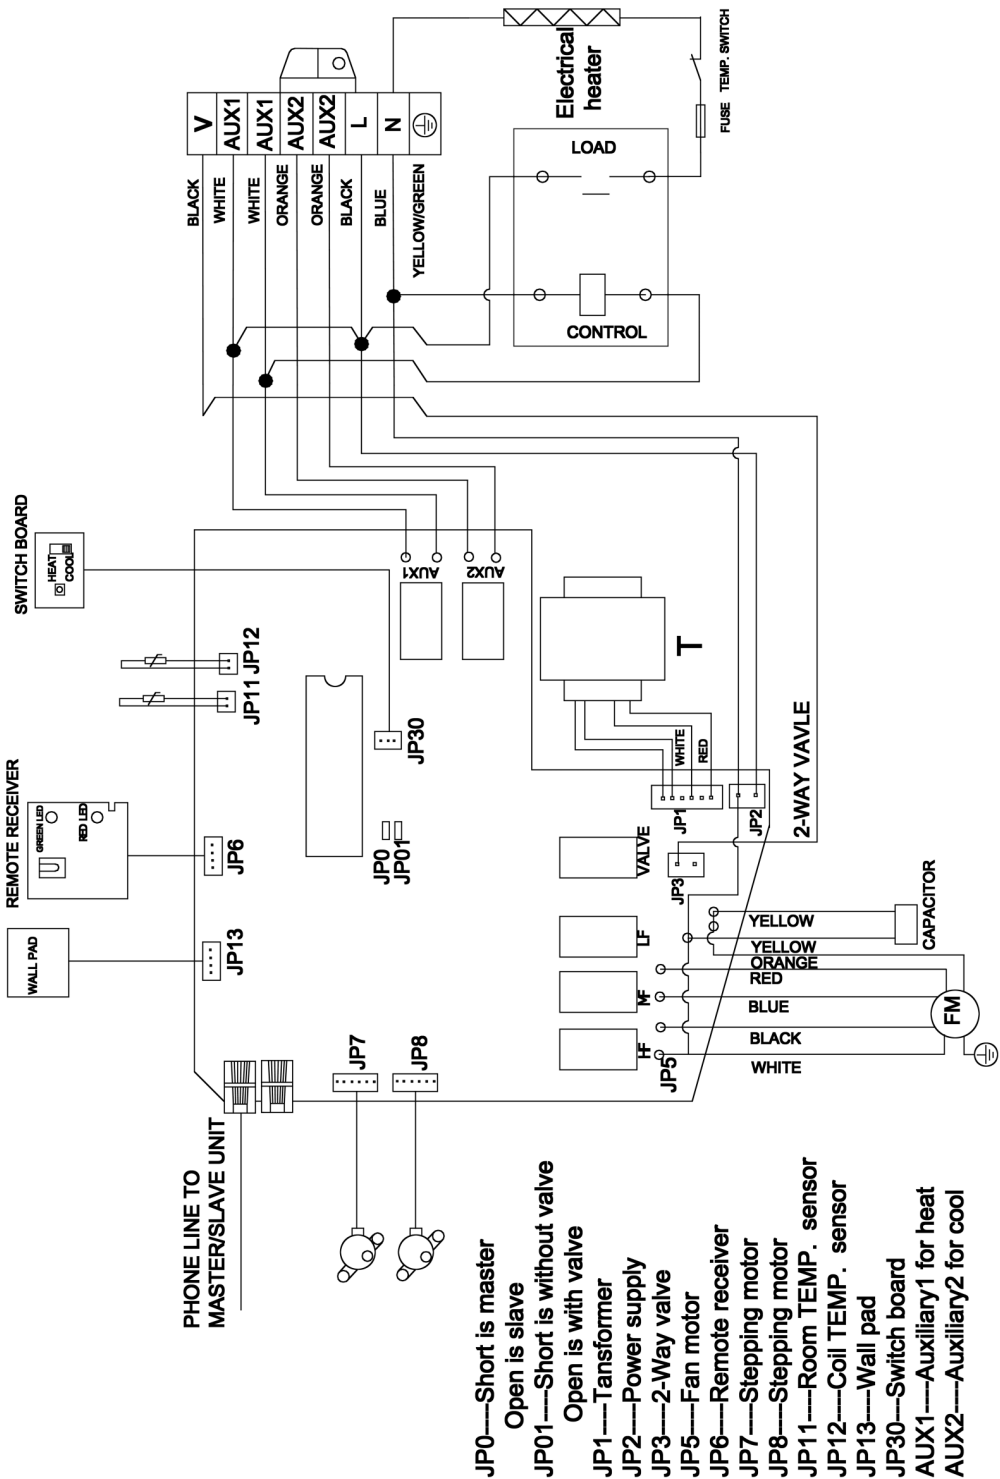 PHONE LINE TO
MASTER/SLAVE UNIT
WALL PAD
JP13
REMOTE RECEIVER
GREEN LED
RED LED
JP6
JP11
JP12
SWITCH BOARD
HEAT
COOL
JP30
JP0
JP01
JP7
JP8
AUX1
AUX2
V
AUX1
AUX1
AUX2
AUX2
L
N
BLACK
WHITE
WHITE
ORANGE
ORANGE
BLACK
BLUE
YELLOW/GREEN
Electrical
heater
TEMP. SWITCH
FUSE
LOAD
CONTROL
T
WHITE
RED
JP1
JP2
2-WAY VAVLE
VALVE
JP3
LF
MF
HF
JP5
YELLOW
YELLOW
ORANGE
RED
BLUE
BLACK
WHITE
CAPACITOR
FM
JP0----Short is master
Open is slave
JP01----Short is without valve
Open is with valve
JP1----Tansformer
JP2----Power supply
JP3----2-Way valve
JP5----Fan motor
JP6----Remote receiver
JP7----Stepping motor
JP8----Stepping motor
JP11----Room TEMP. sensor
JP12----Coil TEMP. sensor
JP13----Wall pad
JP30----Switch board
AUX1----Auxiliary1 for heat
AUX2----Auxiliary2 for cool